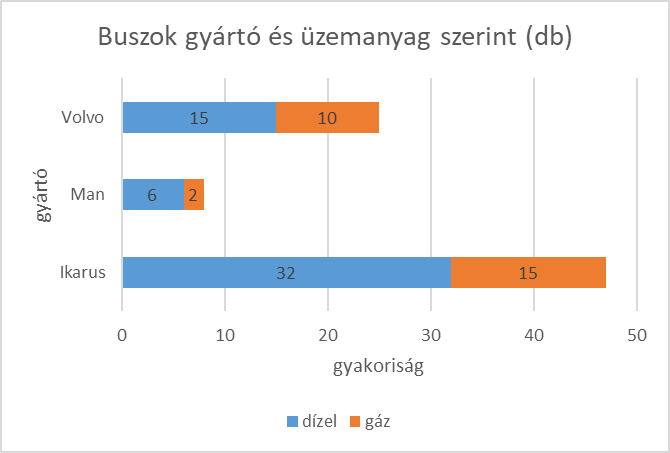 Buszok gyártó és üzemanyag szerint (db)
gyártó
Volvo 15 10
Man 6 2
Ikarus 32 15
0 10 20 30 40 50
gyakoriság
dízel gáz